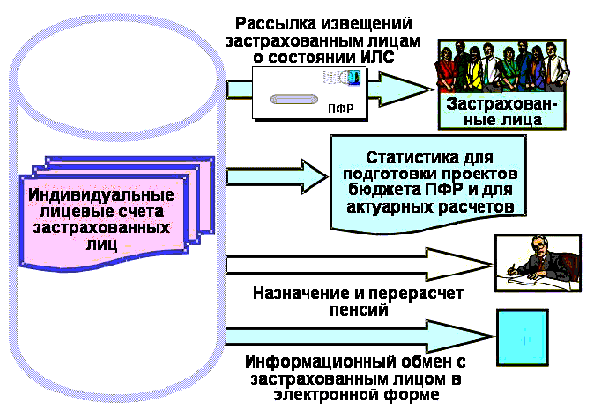 Рассылка извещений
застрахованным лицам
о состоянии ИЛС
ПФР
Застрахован-
ные лица
Индивидуальные
лицевые счета
застрахованных
лиц
Статистика для
подготовки проектов
бюджета ПФР и для
актуарных расчетов
Назначение и перерасчет
пенсий
Информационный обмен с
застрахованным лицом в
электронной форме